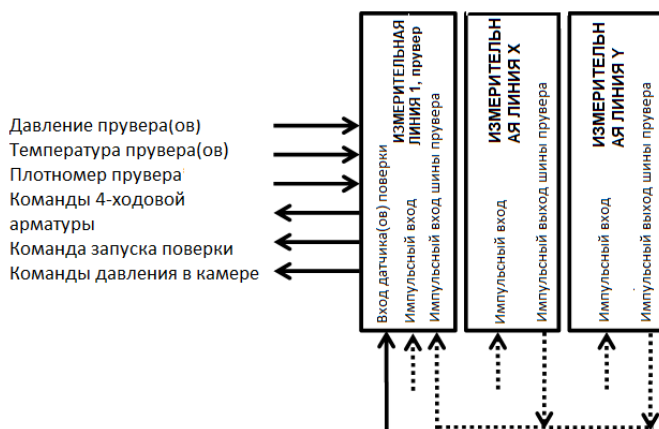 Давление прувера(ов)
Температура прувера(ов)
Плотномер прувера
Команды 4-ходовой
арматуры
Команда запуска поверки
Команды давления в камере
Вход датчика(ов) поверки
ИЗМЕРИТЕЛЬНАЯ
ЛИНИЯ 1, прувер
Импульсный вход
Импульсный вход шины прувера
ИЗМЕРИТЕЛЬН
АЯ ЛИНИЯ X
Импульсный вход
Импульсный выход шины прувера
ИЗМЕРИТЕЛЬН
АЯ ЛИНИЯ Y
Импульсный вход
Импульсный выход шины прувера